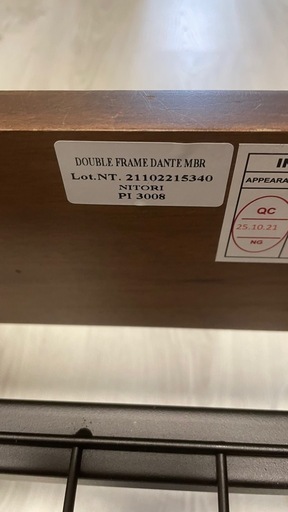 DOUBLE FRAME DANTE MBR
Lot.NT. 21102215340
NITORI
PI 3008
APPEARA
QC
25.10.21
NG